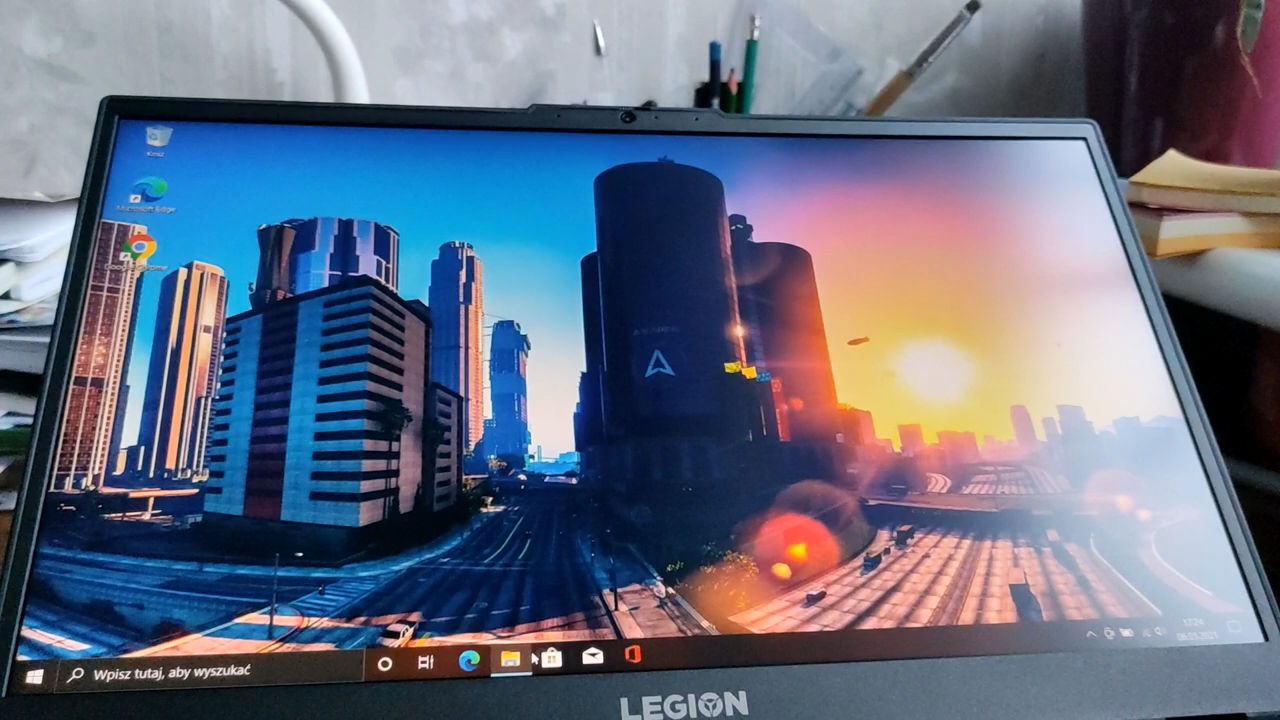 Kosz
Microsoft Edge
Google Chrome
Wpisz tutaj, aby wyszukać
17:24
LEGION